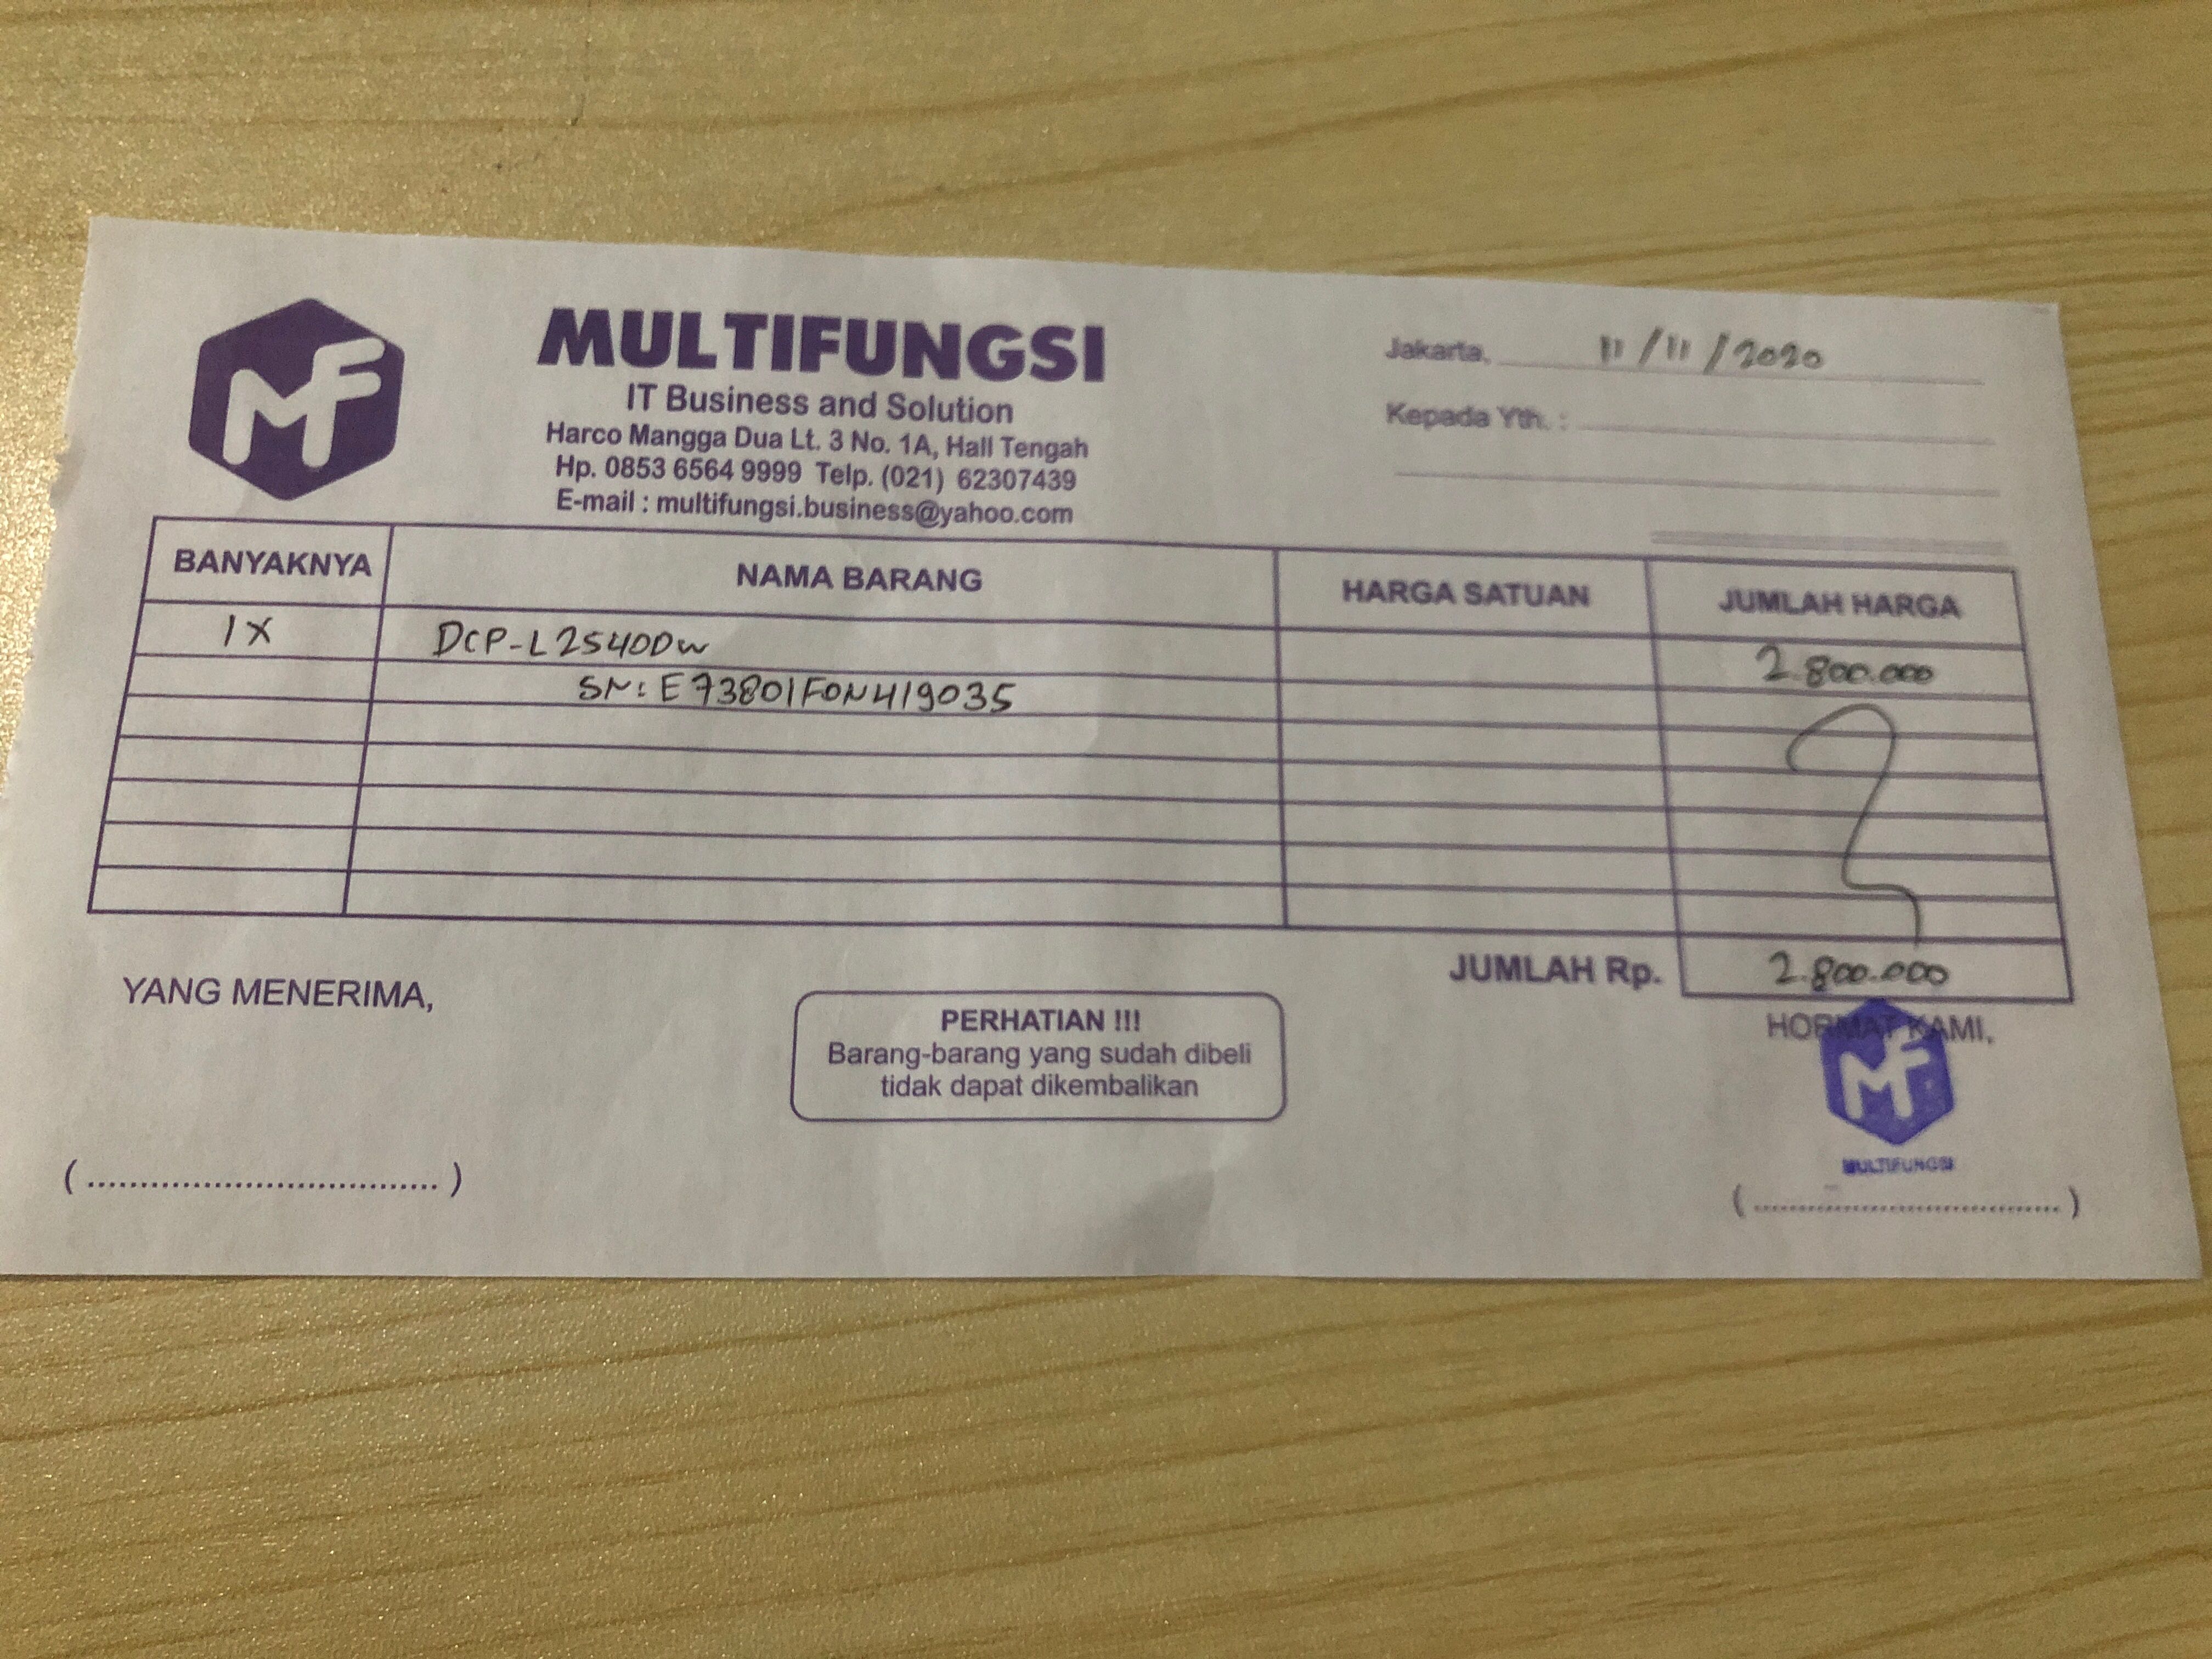 MF
MULTIFUNGSI
IT Business and Solution
Harco Mangga Dua Lt. 3 No. 1A, Hall Tengah
Hp. 0853 6564 9999 Telp. (021) 62307439
E-mail : multifungsi.business@yahoo.com
Jakarta, 11/11/2020
Kepada Yth. :
BANYAKNYA NAMA BARANG HARGA SATUAN JUMLAH HARGA
1X DCP-L2540DW 2.800.000
SN: E73801F0N419035
JUMLAH Rp. 2.800.000
YANG MENERIMA,
PERHATIAN !!!
Barang-barang yang sudah dibeli
tidak dapat dikembalikan
HORMAT KAMI,
MF
MULTIFUNGSI
(..................................)
(..................................)